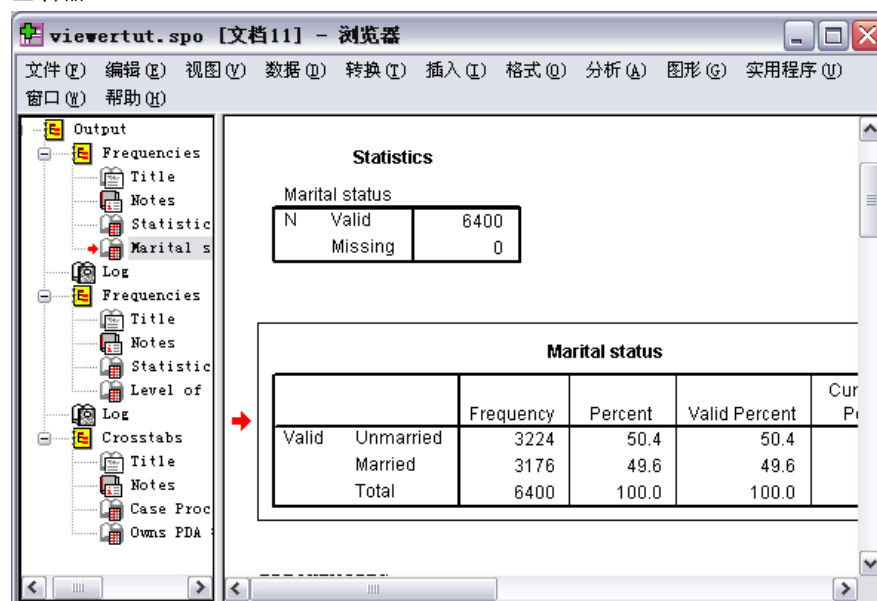 viewertut.spo [文档11] - 浏览器
文件(F) 编辑(E) 视图(V) 数据(D) 转换(T) 插入(I) 格式(O) 分析(A) 图形(G) 实用程序(U)
窗口(W) 帮助(H)
Output
Frequencies
Title
Notes
Statistic
Marital s
Log
Frequencies
Title
Notes
Statistic
Level of
Log
Crosstabs
Title
Notes
Case Proc
Owns PDA
Statistics
Marital status
N Valid 6400
Missing 0
Marital status
Frequency Percent Valid Percent
Valid Unmarried 3224 50.4 50.4
Married 3176 49.6 49.6
Total 6400 100.0 100.0